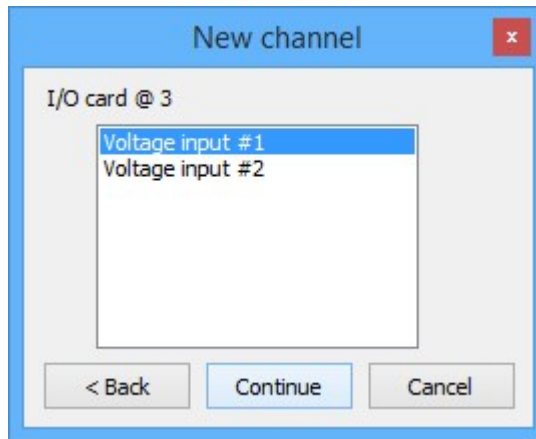 New channel
x
I/O card @ 3
Voltage input #1
Voltage input #2
< Back Continue Cancel